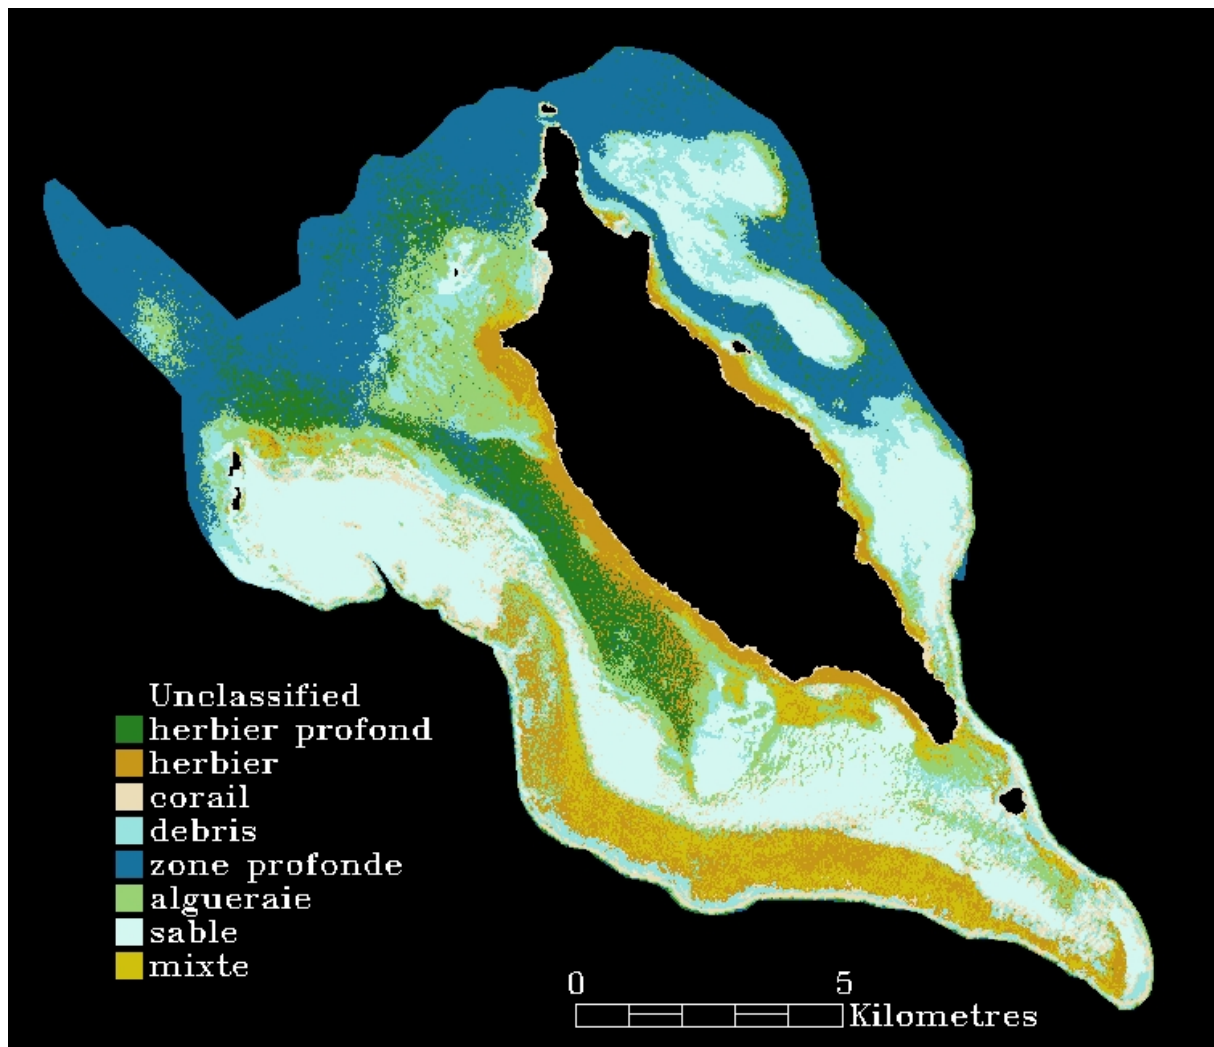 Unclassified
herbier profond
herbier
corail
debris
zone profonde
algueraie
sable
mixte
0 5
Kilometres